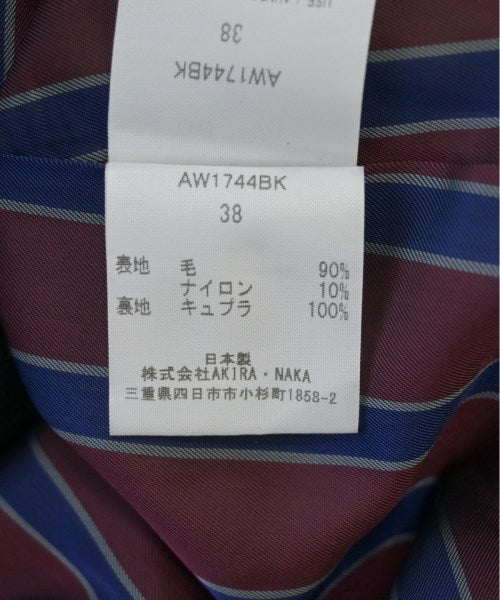 38
AW1744BK
AW1744BK
38
表地 毛 90%
ナイロン 10%
裏地 キュプラ 100%
日本製
株式会社AKIRA・NAKA
三重県四日市市小杉町1858-2